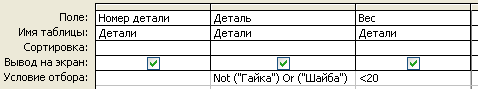 Поле: Номер детали Деталь Вес
Имя таблицы: Детали Детали Детали
Сортировка:
Вывод на экран:
Условие отбора: Not ("Гайка") Or ("Шайба") <20